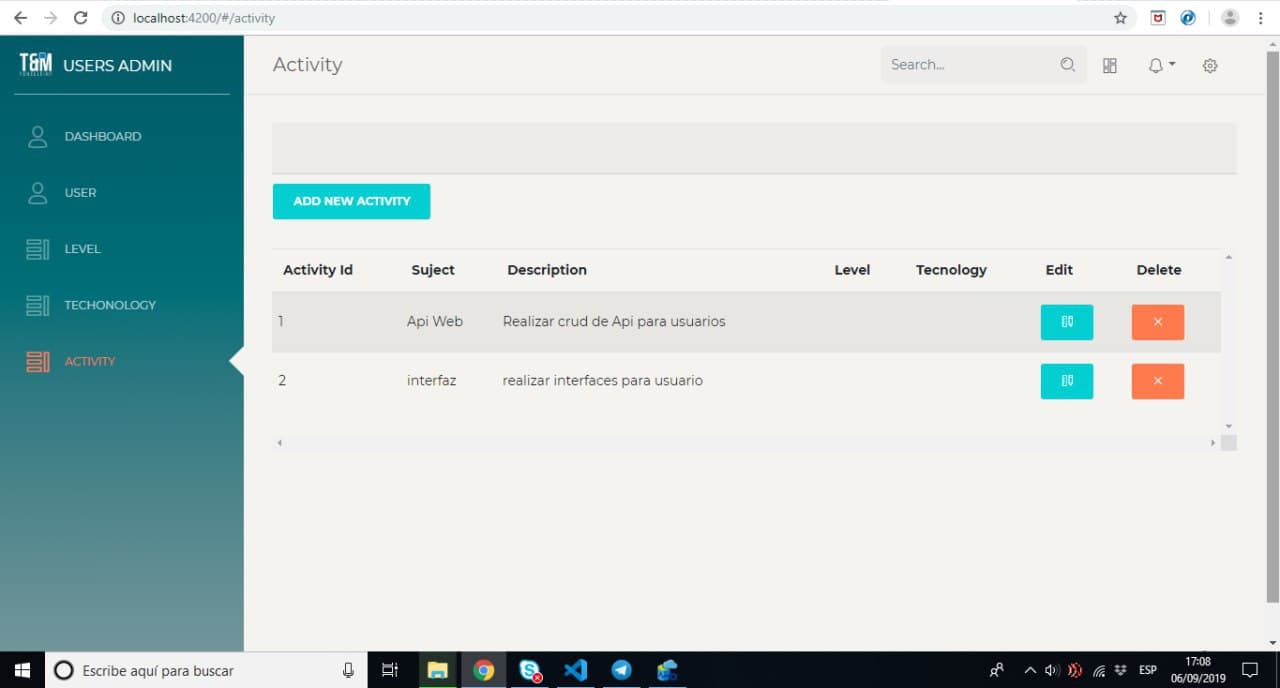 localhost:4200/#/activity
T&M
USERS ADMIN
DASHBOARD
USER
LEVEL
TECHONOLOGY
ACTIVITY
Activity
Search...
ADD NEW ACTIVITY
Activity Id Suject Description Level Tecnology Edit Delete
1 Api Web Realizar crud de Api para usuarios
2 interfaz realizar interfaces para usuario
Escribe aquí para buscar
ESP
17:08
06/09/2019